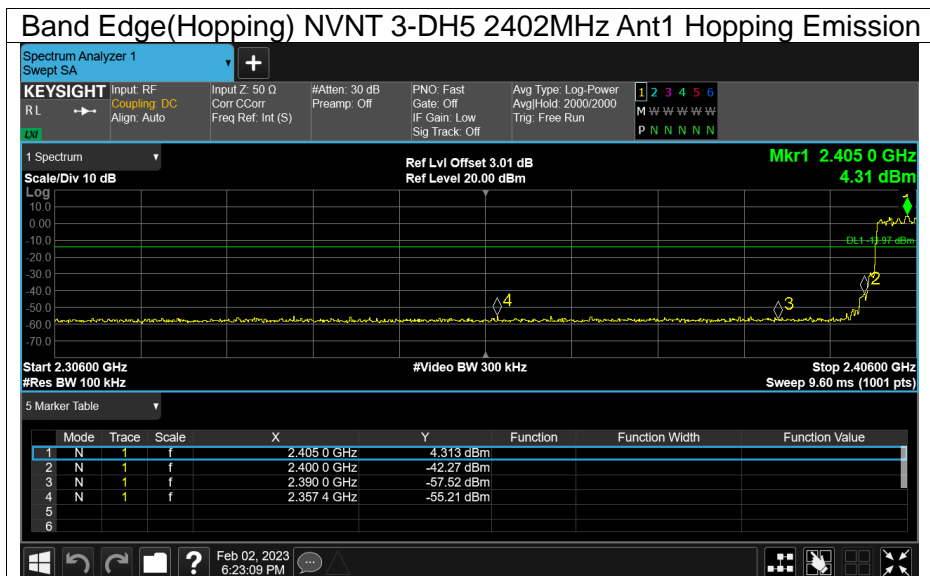 Band Edge(Hopping) NVNT 3-DH5 2402MHz Ant1 Hopping Emission
Spectrum Analyzer 1
Swept SA
+
KEYSIGHT Input: RF Input Z: 50 Ω #Atten: 30 dB PNO: Fast Avg Type: Log-Power 1 2 3 4 5 6
RL Coupling: DC Corr CCorr Preamp: Off Gate: Off Avg|Hold: 2000/2000 M W W W W W
Align: Auto Freq Ref: Int (S) IF Gain: Low Trig: Free Run
LXI Sig Track: Off P N N N N N
1 Spectrum Ref Lvl Offset 3.01 dB Mkr1 2.405 0 GHz
Scale/Div 10 dB Ref Level 20.00 dBm 4.31 dBm
Log
10.0
0.00
-10.0 DL1 -13.97 dBm
-20.0
-30.0
-40.0 2
-50.0 4 3
-60.0
-70.0
Start 2.30600 GHz #Video BW 300 kHz Stop 2.40600 GHz
#Res BW 100 kHz Sweep 9.60 ms (1001 pts)
5 Marker Table
Mode Trace Scale X Y Function Function Width Function Value
1 N 1 f 2.405 0 GHz 4.313 dBm
2 N 1 f 2.400 0 GHz -42.27 dBm
3 N 1 f 2.390 0 GHz -57.52 dBm
4 N 1 f 2.357 4 GHz -55.21 dBm
5
6
? Feb 02, 2023
6:23:09 PM